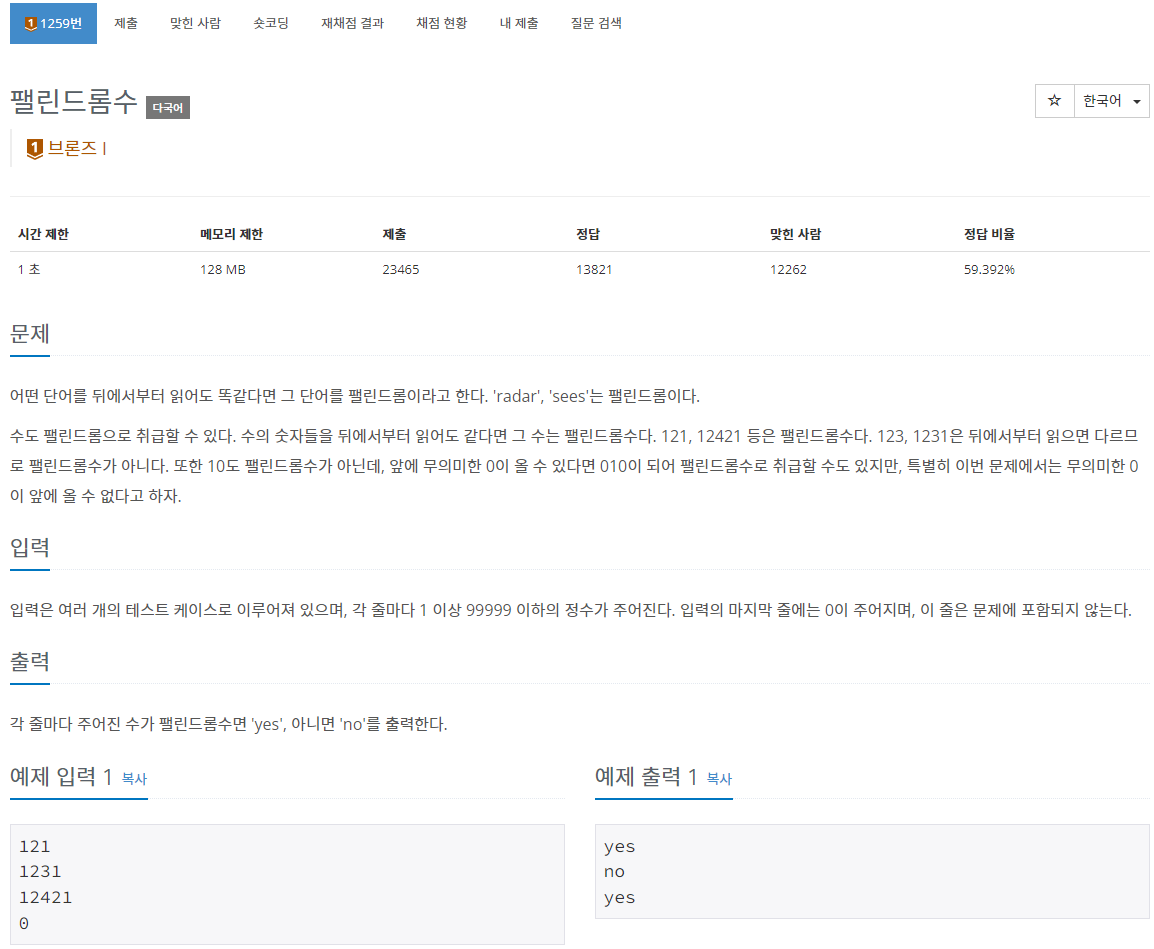 1 1259번 제출 맞힌 사람 숏코딩 재채점 결과 채점 현황 내 제출 질문 검색
팰린드롬수 다국어 ☆ 한국어
1 브론즈 I
시간 제한 메모리 제한 제출 정답 맞힌 사람 정답 비율
1 초 128 MB 23465 13821 12262 59.392%
문제
어떤 단어를 뒤에서부터 읽어도 똑같다면 그 단어를 팰린드롬이라고 한다. 'radar', 'sees'는 팰린드롬이다.
수도 팰린드롬으로 취급할 수 있다. 수의 숫자들을 뒤에서부터 읽어도 같다면 그 수는 팰린드롬수다. 121, 12421 등은 팰린드롬수다. 123, 1231은 뒤에서부터 읽으면 다르므
로 팰린드롬수가 아니다. 또한 10도 팰린드롬수가 아닌데, 앞에 무의미한 0이 올 수 있다면 010이 되어 팰린드롬수로 취급할 수도 있지만, 특별히 이번 문제에서는 무의미한 0
이 앞에 올 수 없다고 하자.
입력
입력은 여러 개의 테스트 케이스로 이루어져 있으며, 각 줄마다 1 이상 99999 이하의 정수가 주어진다. 입력의 마지막 줄에는 0이 주어지며, 이 줄은 문제에 포함되지 않는다.
출력
각 줄마다 주어진 수가 팰린드롬수면 'yes', 아니면 'no'를 출력한다.
예제 입력 1 복사
121
1231
12421
0
예제 출력 1 복사
yes
no
yes